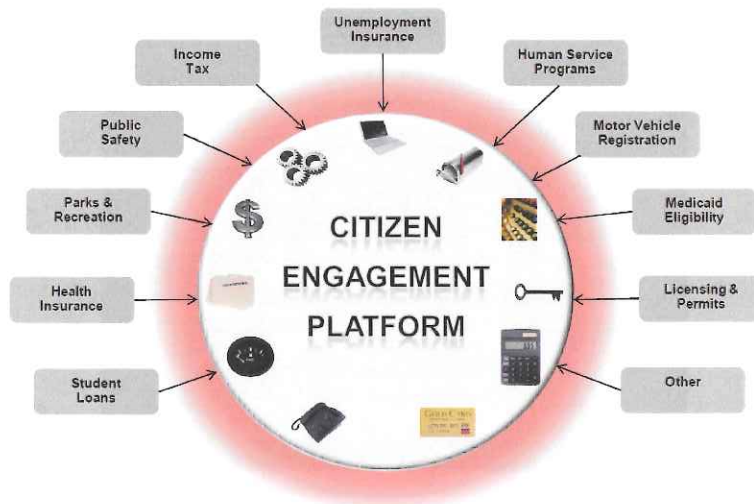 Unemployment
Insurance
Income
Tax
Human Service
Programs
Public
Safety
Motor Vehicle
Registration
Parks &
Recreation
Medicaid
Eligibility
CITIZEN
ENGAGEMENT
PLATFORM
Health
Insurance
Licensing &
Permits
Student
Loans
Other